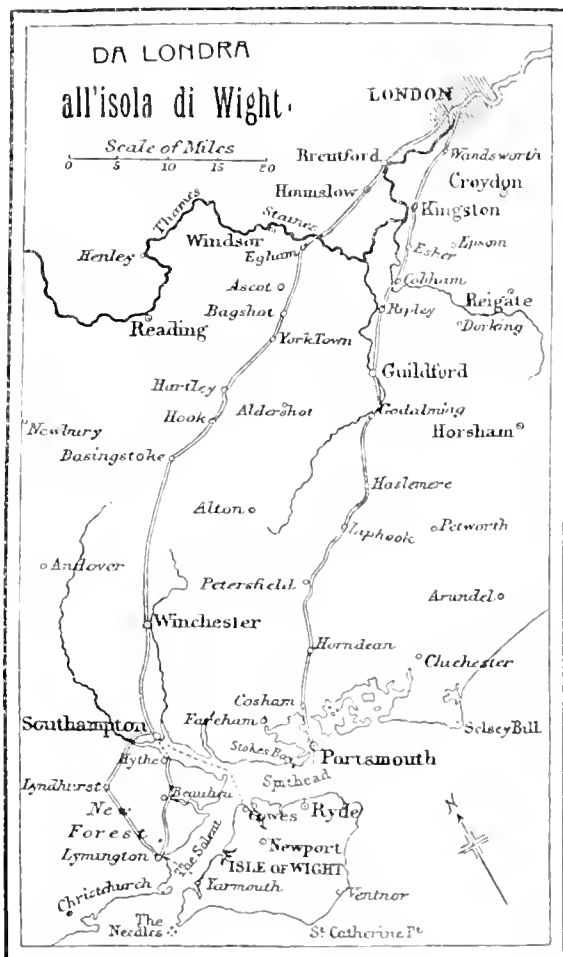 DA LONDRA
all'isola di Wight.
Scale of Miles
0 5 10 15 20
LONDON
Brentford
Wandsworth
Hounslow
Croydon
Kingston
Thames
Staines
Windsor
Egham
Esher
Epsom
Henley
Cobham
Ascot
Reigate
Bagshot
Ripley
Dorking
Reading
York Town
Guildford
Hartley
Aldershot
Godalming
Hook
Newbury
Horsham
Basingstoke
Haslemere
Alton
Liphook
Petworth
Andover
Petersfield
Arundel
Winchester
Horndean
Chichester
Cosham
Southampton
Fareham
Selsey Bill
Stokes Bay
Portsmouth
Hythe
Spithead
Lyndhurst
Beaulieu
Ne
Cowes
Ryde
Forest
The Solent
Newport
Lymington
ISLE OF WIGHT
Christchurch
Yarmouth
Ventnor
The
Needles
St. Catherine Pt.
N